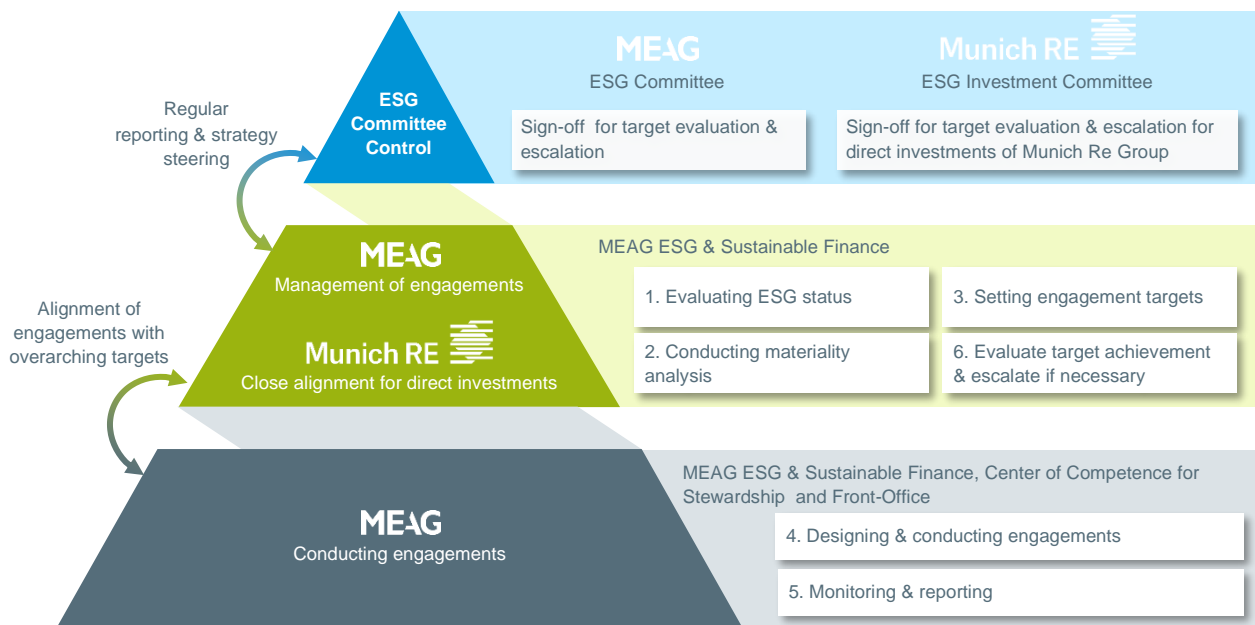 MEAG
ESG Committee
Munich RE
ESG Investment Committee
ESG
Committee
Control
Sign-off for target evaluation &
escalation
Sign-off for target evaluation & escalation for
direct investments of Munich Re Group
Regular
reporting & strategy
steering
MEAG
Management of engagements
Munich RE
Close alignment for direct investments
MEAG ESG & Sustainable Finance
1. Evaluating ESG status
3. Setting engagement targets
2. Conducting materiality
analysis
6. Evaluate target achievement
& escalate if necessary
Alignment of
engagements with
overarching targets
MEAG
Conducting engagements
MEAG ESG & Sustainable Finance, Center of Competence for
Stewardship and Front-Office
4. Designing & conducting engagements
5. Monitoring & reporting